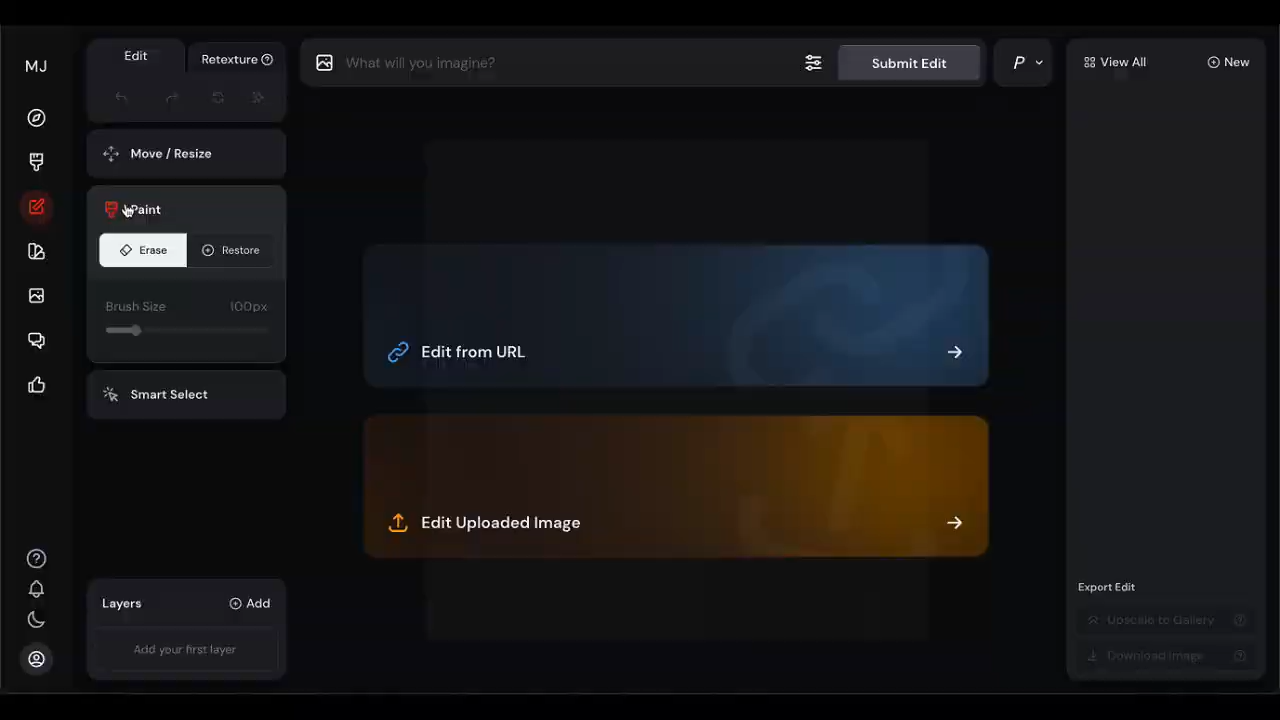 MJ
Edit
Retexture
What will you imagine?
Submit Edit
P
View All
New
Move / Resize
Paint
Erase
Restore
Brush Size
100px
Smart Select
Edit from URL
Edit Uploaded Image
Layers
Add
Add your first layer
Export Edit
Upscale to Gallery
Download Image